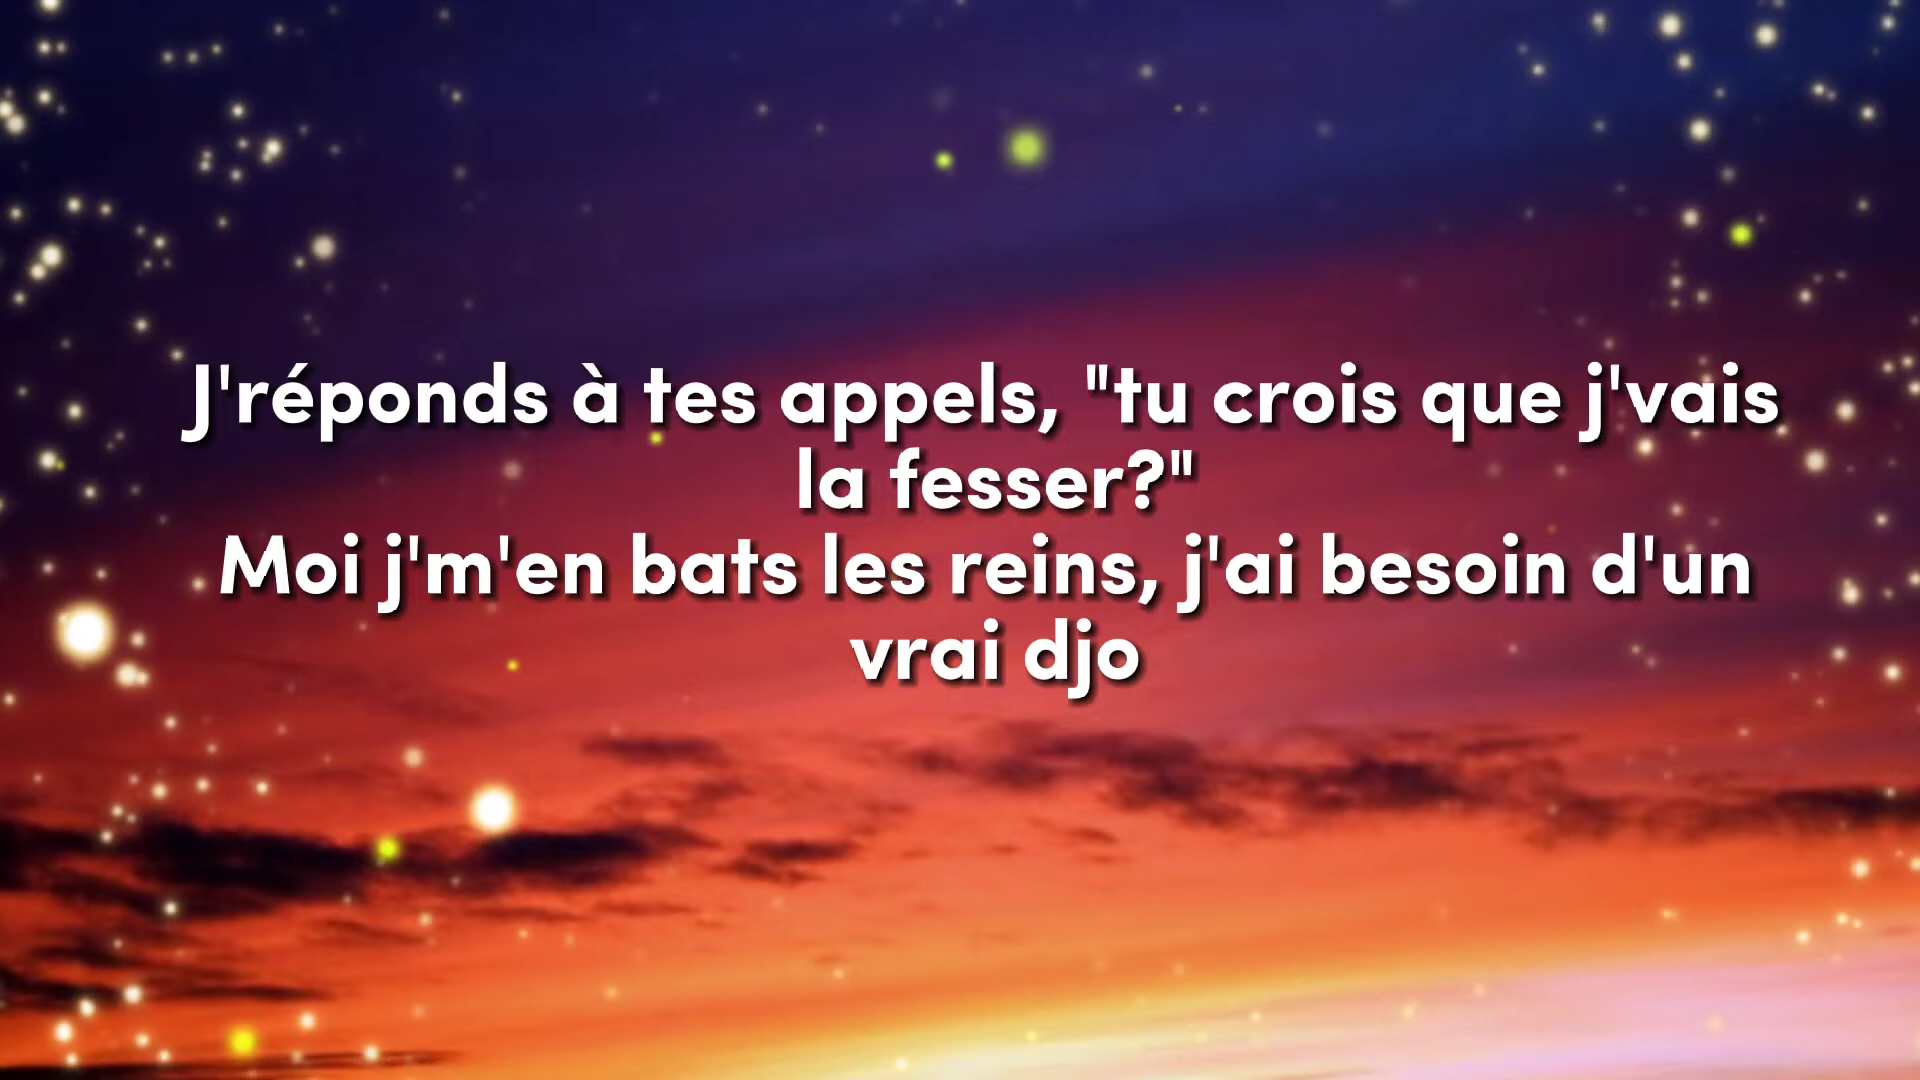 J'réponds à tes appels, "tu crois que j'vais
la fesser?"
Moi j'm'en bats les reins, j'ai besoin d'un
vrai djo